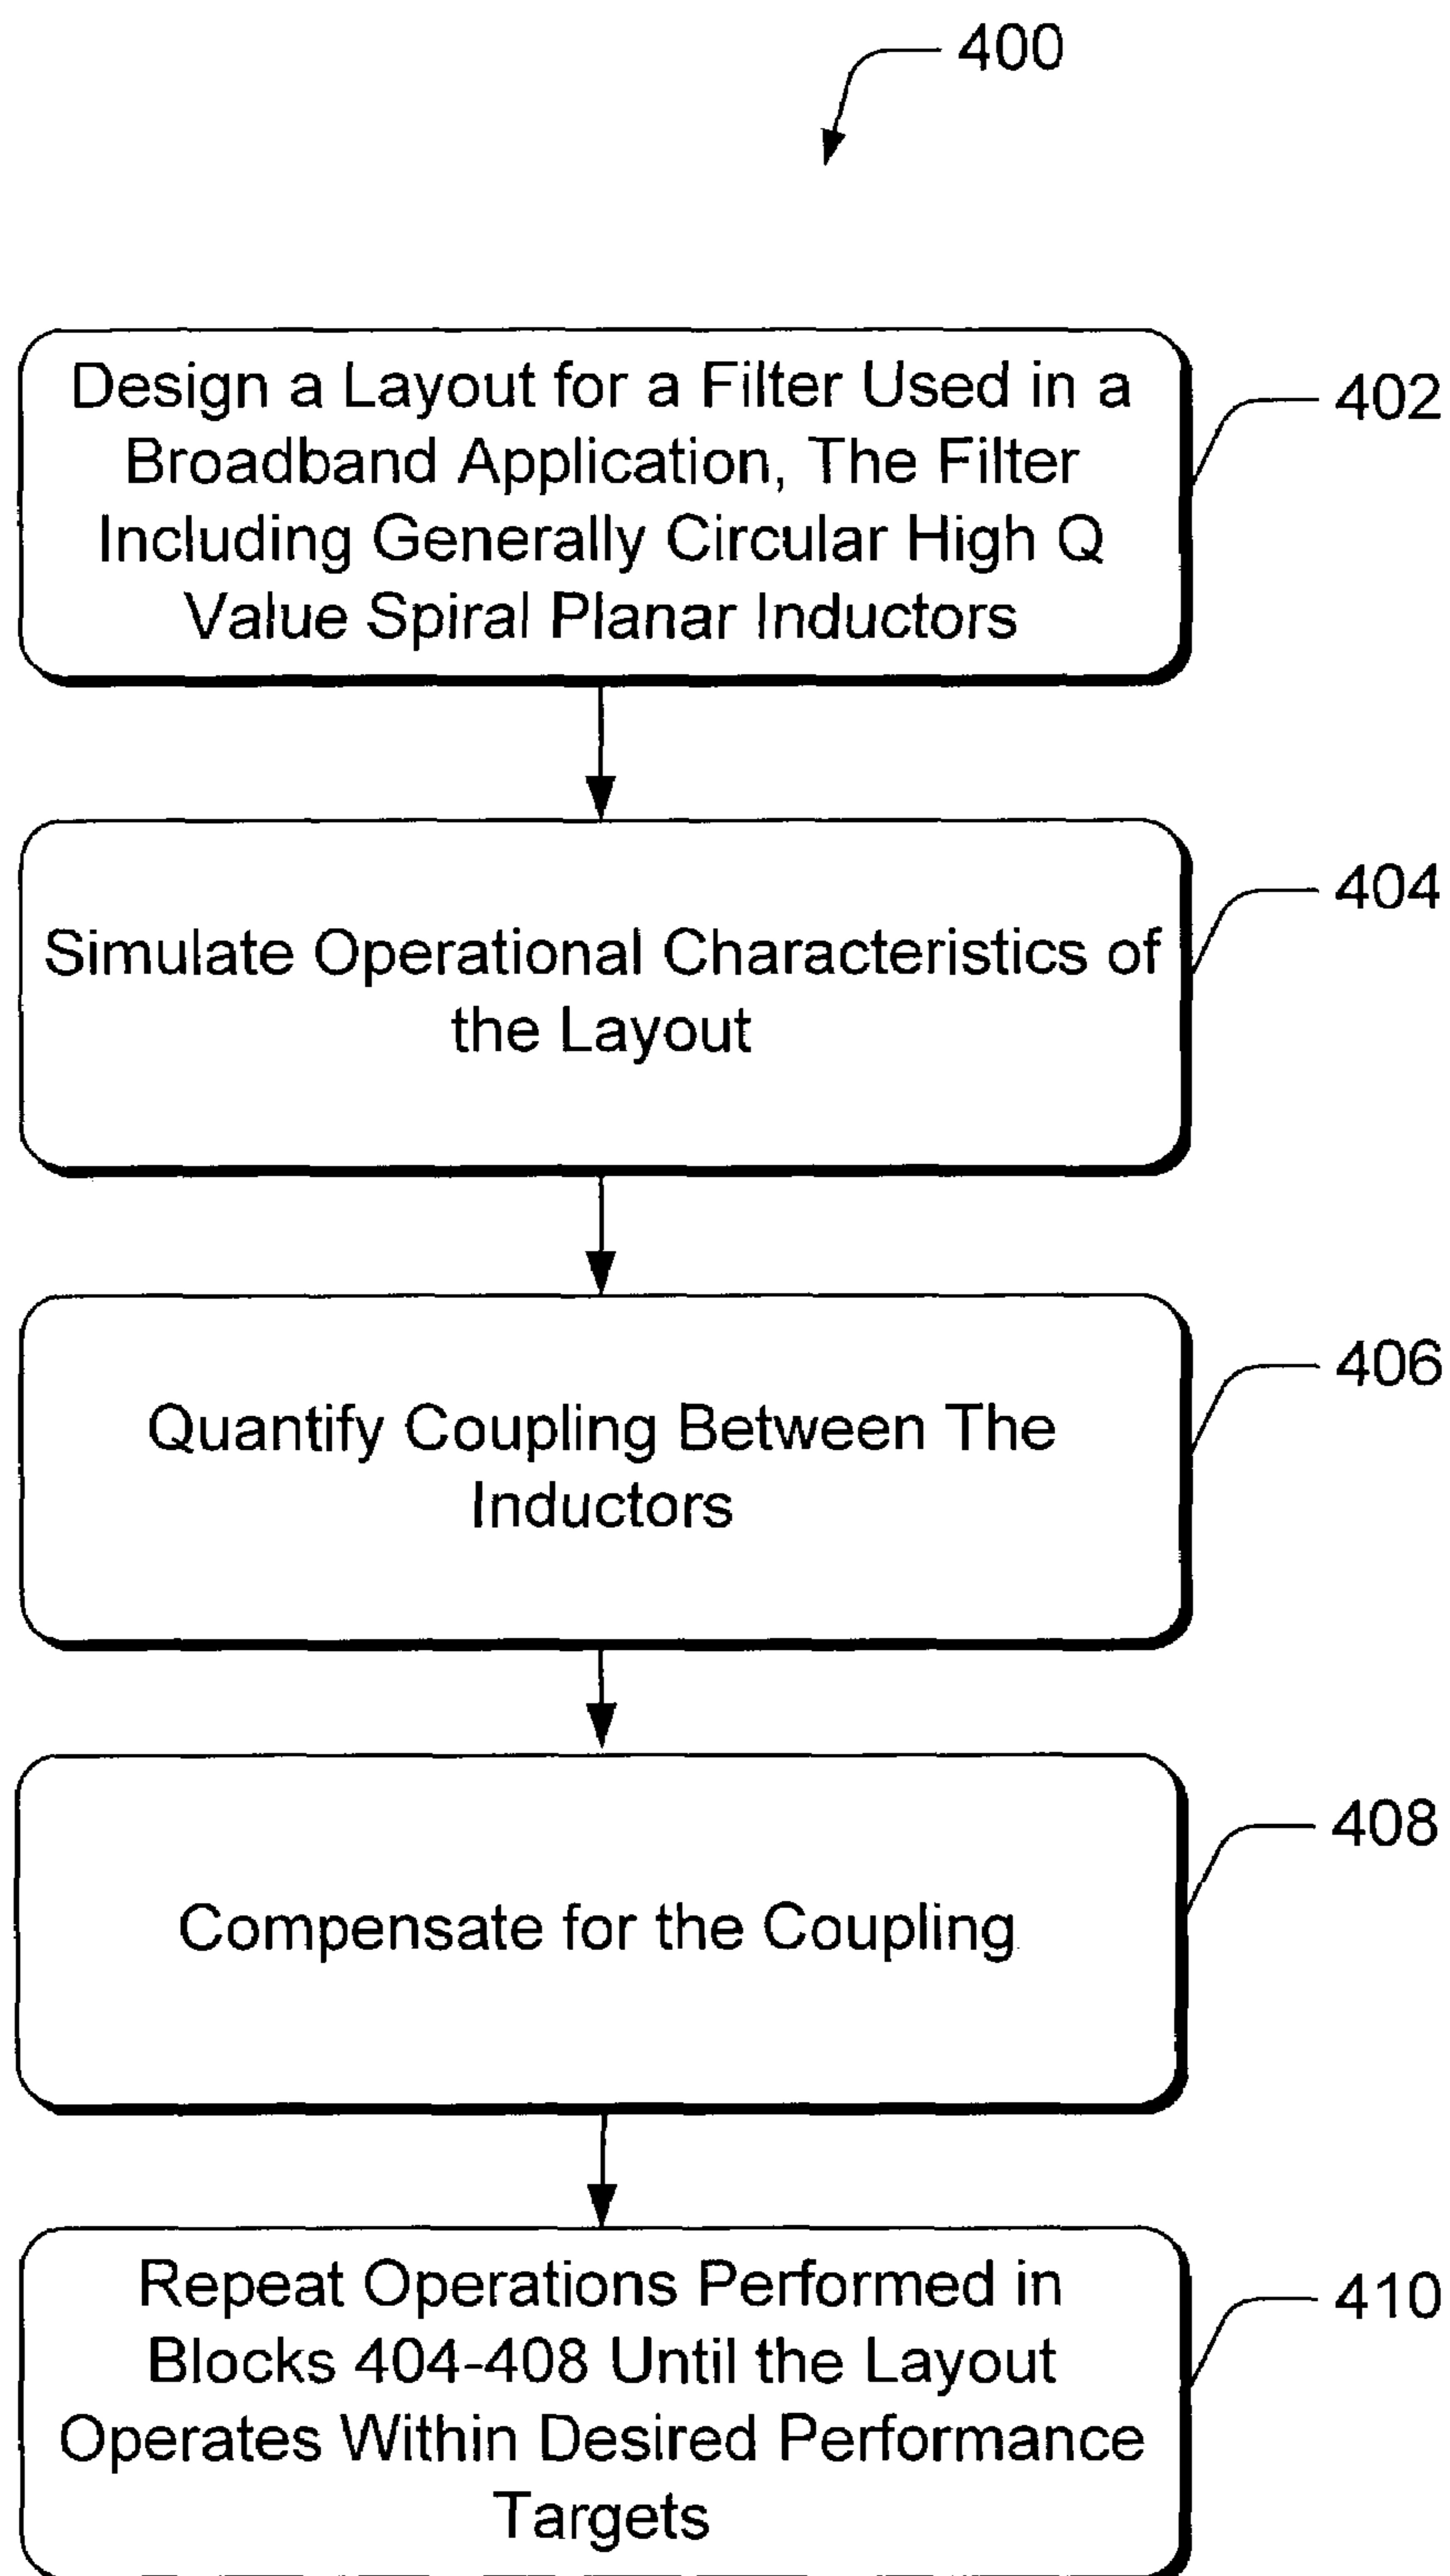 400
Design a Layout for a Filter Used in a
Broadband Application, The Filter
Including Generally Circular High Q
Value Spiral Planar Inductors
402
Simulate Operational Characteristics of
the Layout
404
Quantify Coupling Between The
Inductors
406
Compensate for the Coupling
408
Repeat Operations Performed in
Blocks 404-408 Until the Layout
Operates Within Desired Performance
Targets
410